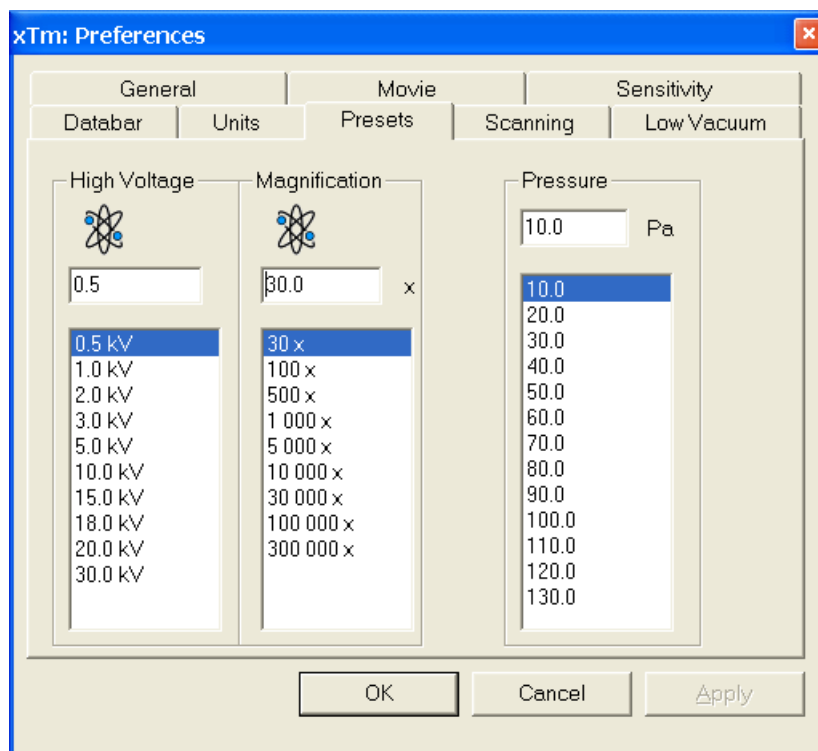 xTm: Preferences
General
Movie
Sensitivity
Databar
Units
Presets
Scanning
Low Vacuum
High Voltage
0.5
0.5 kV
1.0 kV
2.0 kV
3.0 kV
5.0 kV
10.0 kV
15.0 kV
18.0 kV
20.0 kV
30.0 kV
Magnification
30.0 x
30 x
100 x
500 x
1 000 x
5 000 x
10 000 x
30 000 x
100 000 x
300 000 x
Pressure
10.0 Pa
10.0
20.0
30.0
40.0
50.0
60.0
70.0
80.0
90.0
100.0
110.0
120.0
130.0
OK
Cancel
Apply